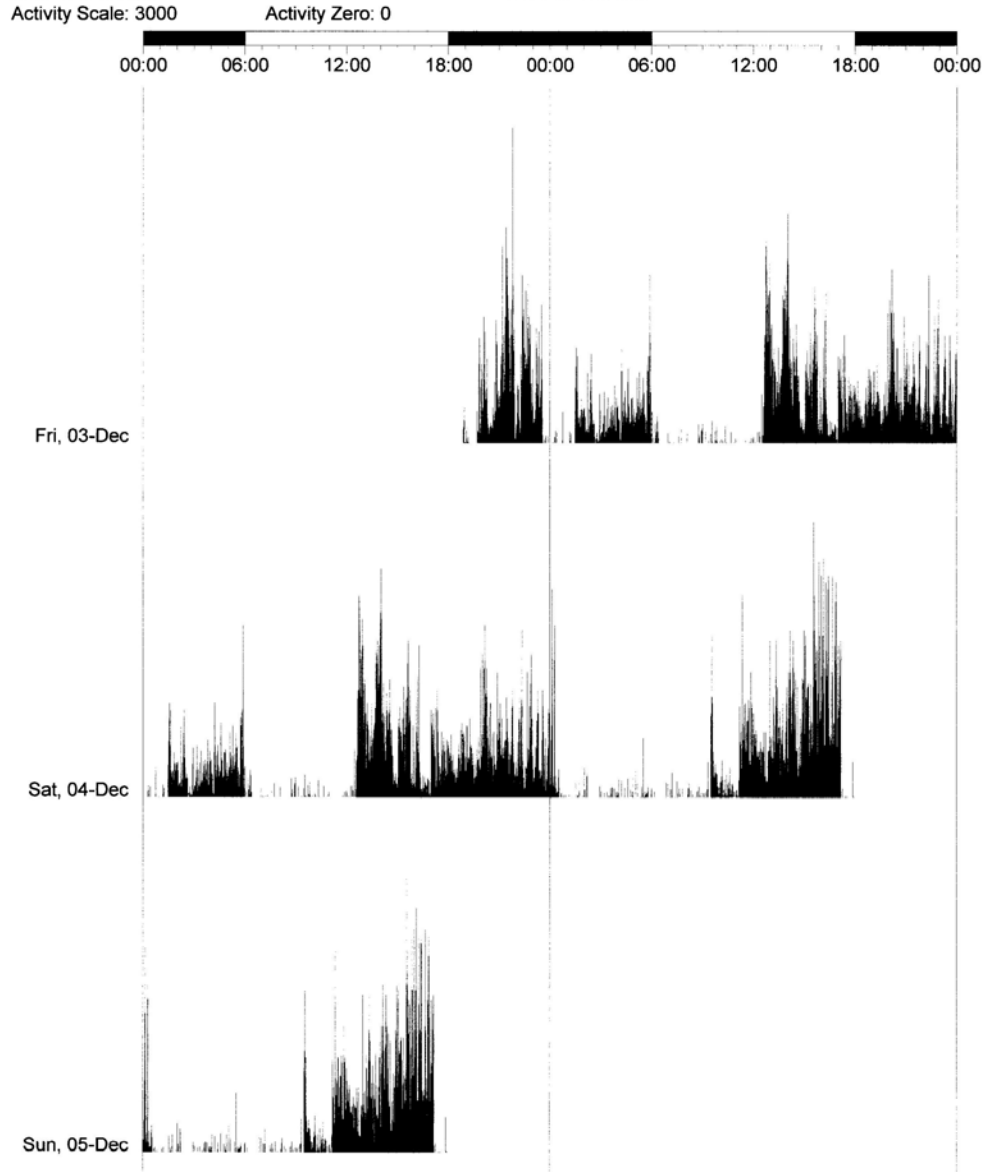 Activity Scale: 3000 Activity Zero: 0
00:00 06:00 12:00 18:00 00:00 06:00 12:00 18:00 00:00
Fri, 03-Dec
Sat, 04-Dec
Sun, 05-Dec